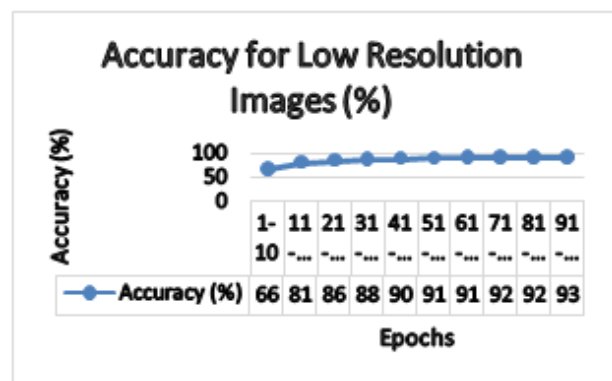 Accuracy for Low Resolution
Images (%)
Accuracy (%)
100
50
0
1- 11 21 31 41 51 61 71 81 91
10 -... -... -... -... -... -... -... -... -...
Accuracy (%) 66 81 86 88 90 91 91 92 92 93
Epochs